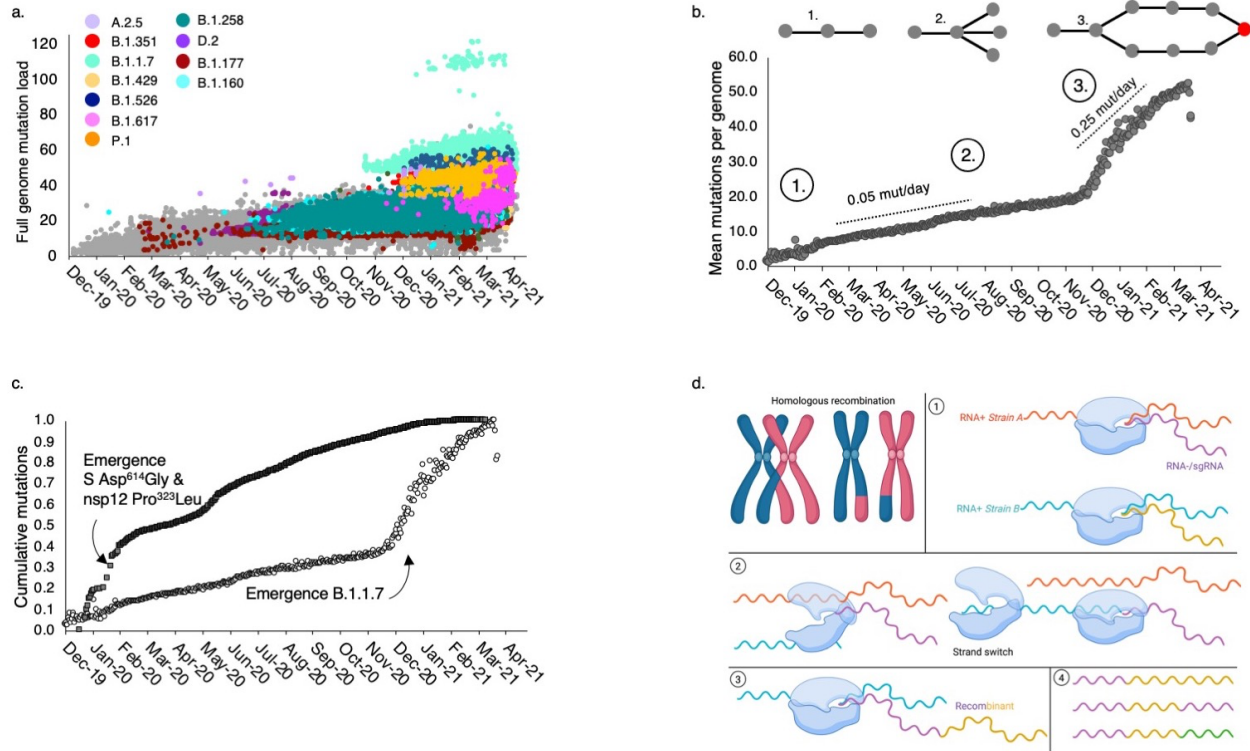 a.
A.2.5
B.1.351
B.1.1.7
B.1.429
B.1.526
B.1.617
P.1
B.1.258
D.2
B.1.177
B.1.160
Full genome mutation load
120
100
80
60
40
20
0
Dec-19
Jan-20
Feb-20
Mar-20
Apr-20
May-20
Jun-20
Jul-20
Aug-20
Sep-20
Oct-20
Nov-20
Dec-20
Jan-21
Feb-21
Mar-21
Apr-21
b.
1.
2.
3.
Mean mutations per genome
60.0
50.0
40.0
30.0
20.0
10.0
0.0
1.
0.05 mut/day
2.
3.
0.25 mut/day
Dec-19
Jan-20
Feb-20
Mar-20
Apr-20
May-20
Jun-20
Jul-20
Aug-20
Sep-20
Oct-20
Nov-20
Dec-20
Jan-21
Feb-21
Mar-21
Apr-21
c.
Cumulative mutations
1.0
0.9
0.8
0.7
0.6
0.5
0.4
0.3
0.2
0.1
0.0
Emergence
S Asp⁶¹⁴Gly &
nsp12 Pro³²³Leu
Emergence B.1.1.7
Dec-19
Jan-20
Feb-20
Mar-20
Apr-20
May-20
Jun-20
Jul-20
Aug-20
Sep-20
Oct-20
Nov-20
Dec-20
Jan-21
Feb-21
Mar-21
Apr-21
d.
Homologous recombination
1
RNA+ Strain A
RNA-/sgRNA
RNA+ Strain B
2
Strand switch
3
Recombinant
4